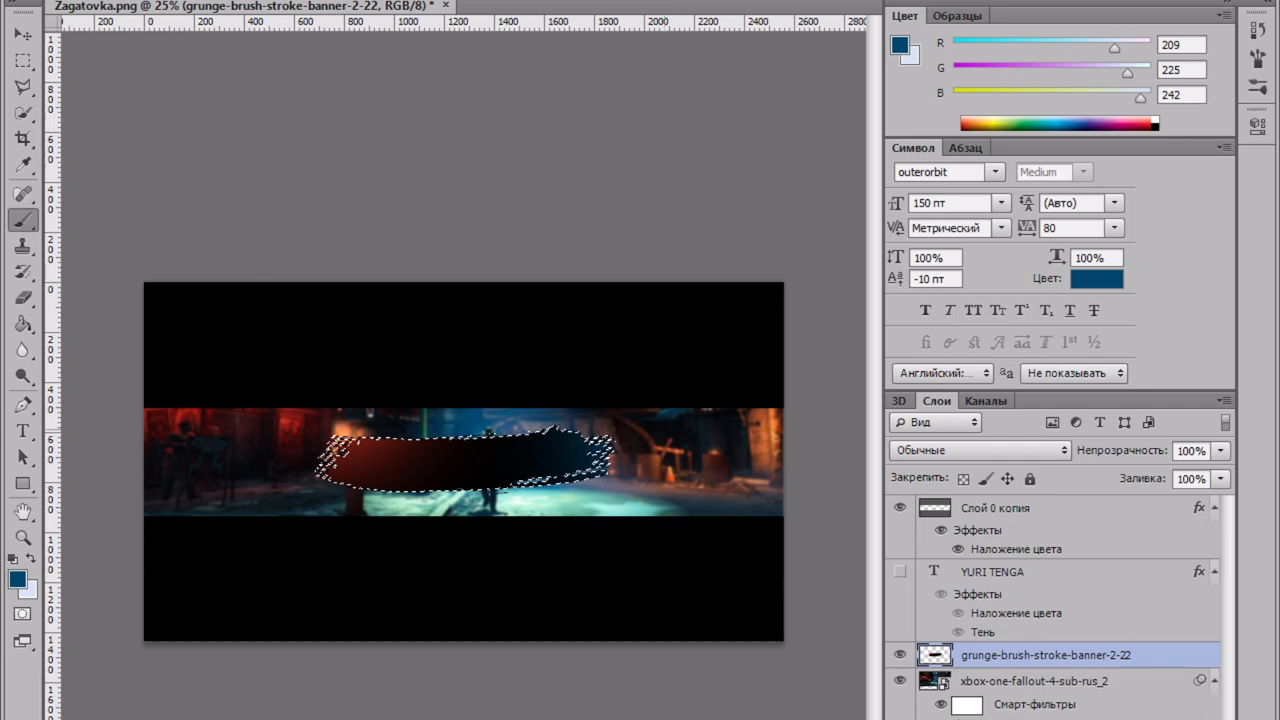 Zagatovka.png @ 25% (grunge-brush-stroke-banner-2-22, RGB/8) * ×
200 0 200 400 600 800 1000 1200 1400 1600 1800 2000 2200 2400 2600 2800
Цвет Образцы
R 209
G 225
B 242
Символ Абзац
outerorbit Medium
150 пт (Авто)
Метрический 80
100% 100%
-10 пт Цвет:
T T TT Tт T¹ T₁ T T
fi st A aa T 1st ½
Английский:... aа Не показывать
3D Слои Каналы
Вид
Обычные Непрозрачность: 100%
Закрепить: Заливка: 100%
Слой 0 копия fx
Эффекты
Наложение цвета
T YURI TENGA fx
Эффекты
Наложение цвета
Тень
grunge-brush-stroke-banner-2-22
xbox-one-fallout-4-sub-rus_2
Смарт-фильтры